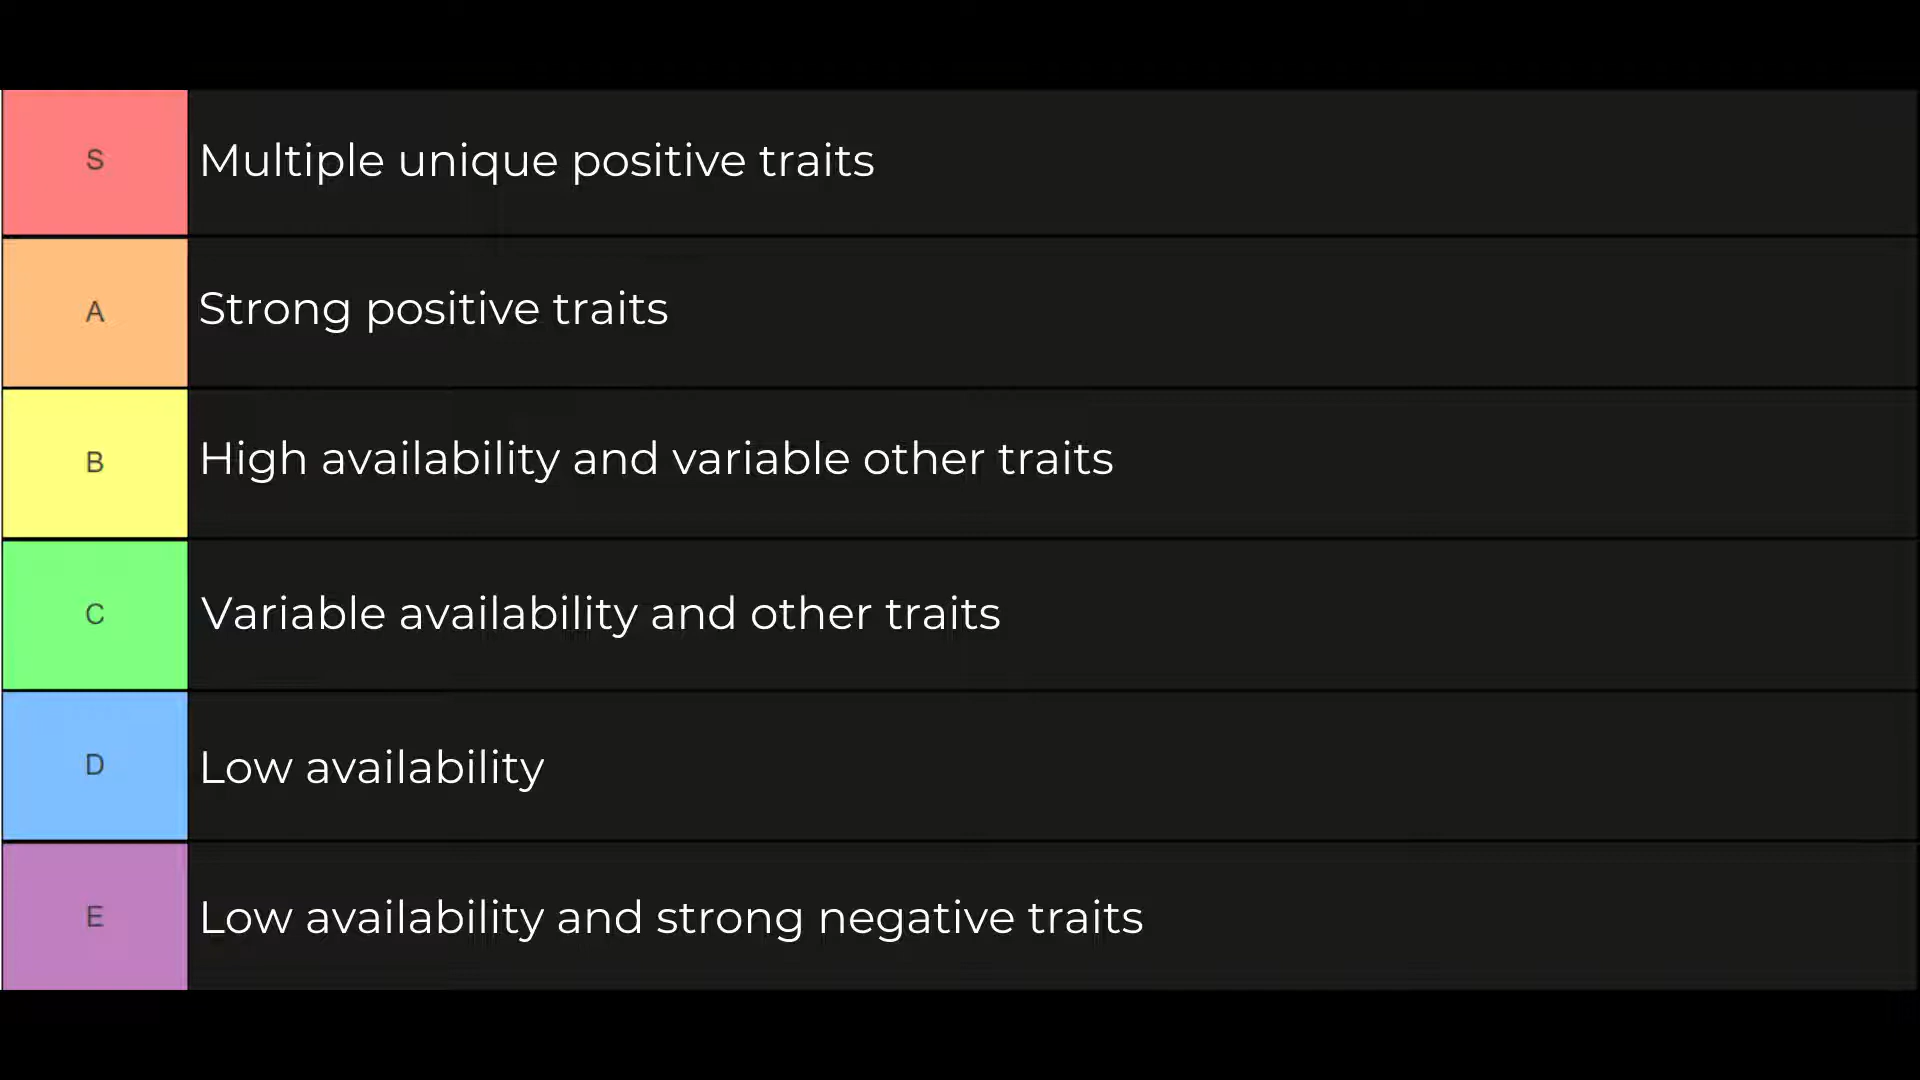 S Multiple unique positive traits
A Strong positive traits
B High availability and variable other traits
C Variable availability and other traits
D Low availability
E Low availability and strong negative traits